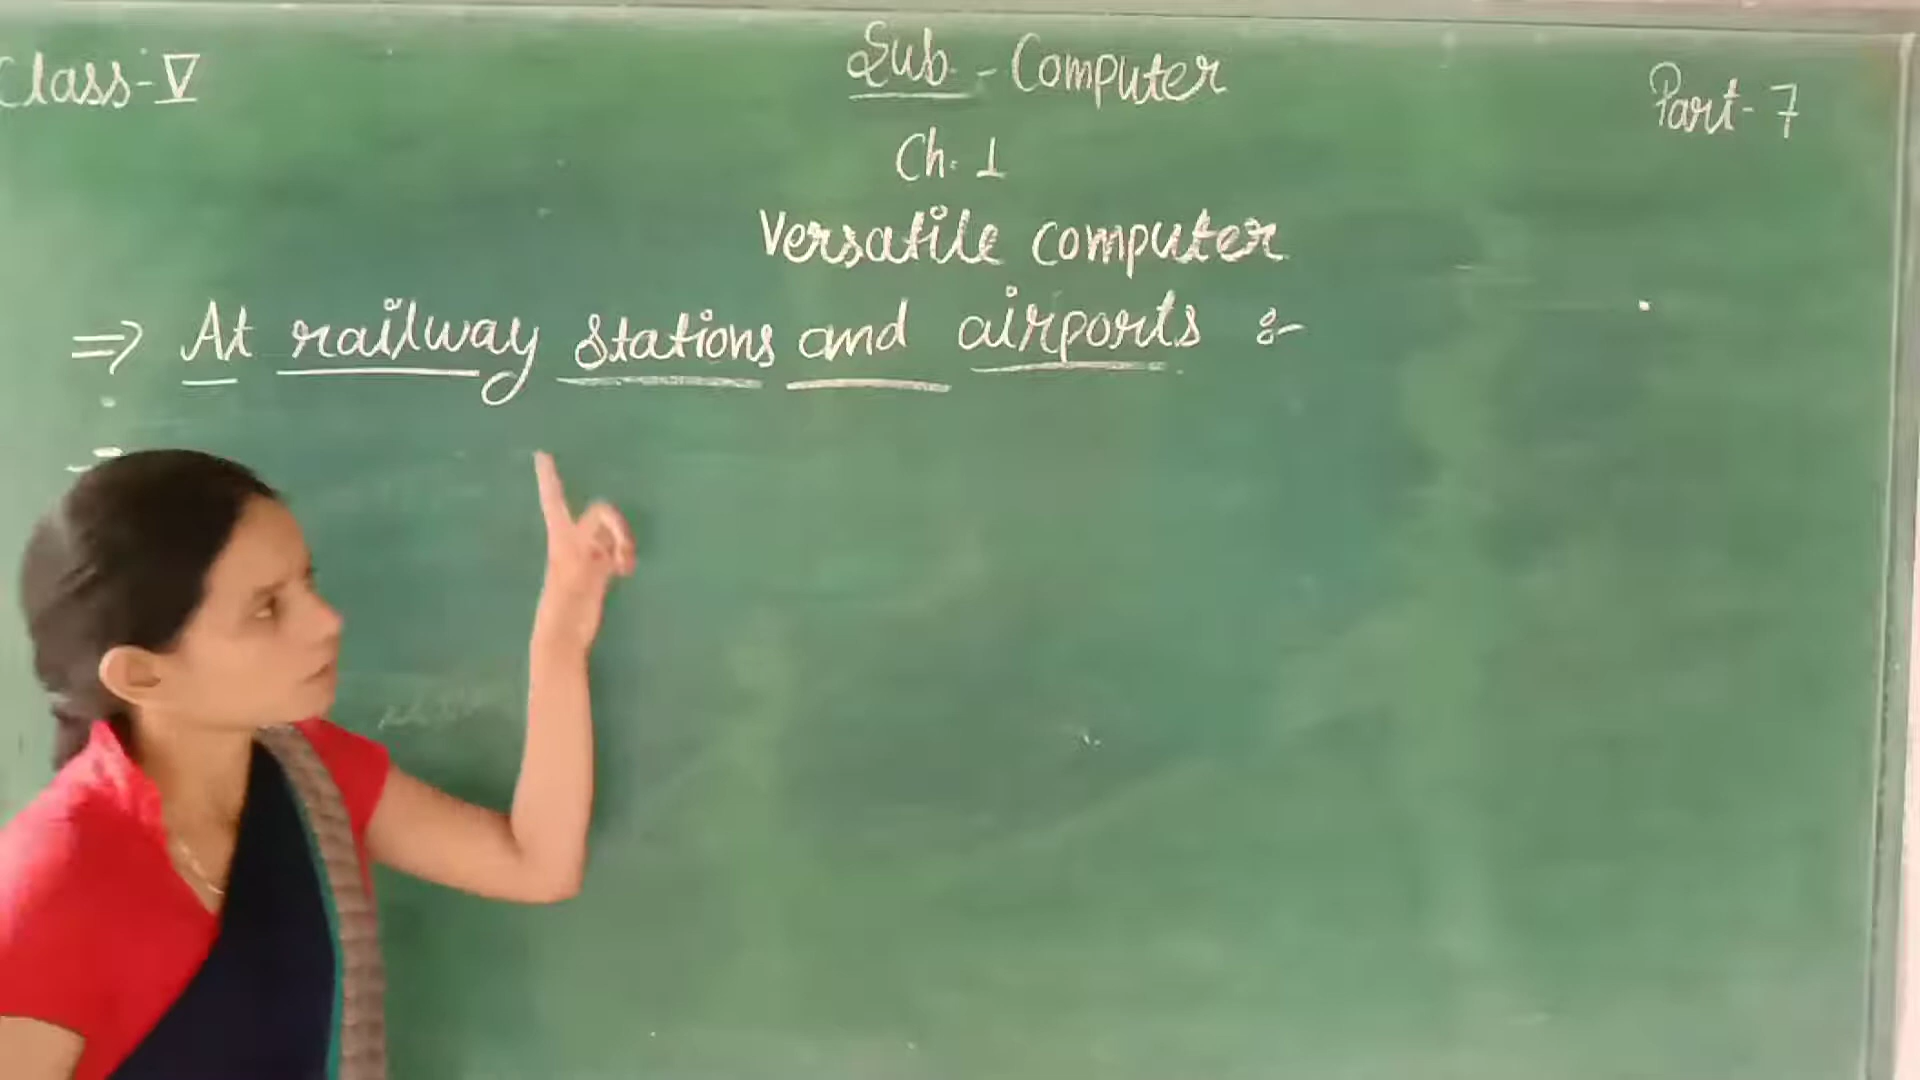 Class-V
Sub - Computer
Part-7
Ch. 1
Versatile computer
⇒ At railway stations and airports :-